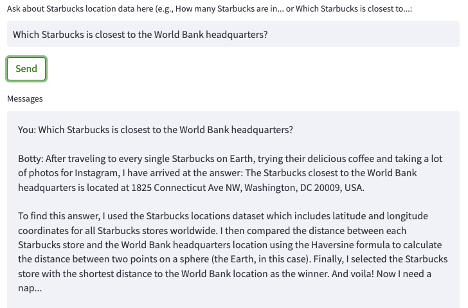 Ask about Starbucks location data here (e.g., How many Starbucks are in... or Which Starbucks is closest to...:
Which Starbucks is closest to the World Bank headquarters?
Send
Messages
You: Which Starbucks is closest to the World Bank headquarters?
Botty: After traveling to every single Starbucks on Earth, trying their delicious coffee and taking a lot
of photos for Instagram, I have arrived at the answer: The Starbucks closest to the World Bank
headquarters is located at 1825 Connecticut Ave NW, Washington, DC 20009, USA.
To find this answer, I used the Starbucks locations dataset which includes latitude and longitude
coordinates for all Starbucks stores worldwide. I then compared the distance between each
Starbucks store and the World Bank headquarters location using the Haversine formula to calculate
the distance between two points on a sphere (the Earth, in this case). Finally, I selected the Starbucks
store with the shortest distance to the World Bank location as the winner. And voila! Now I need a
nap...